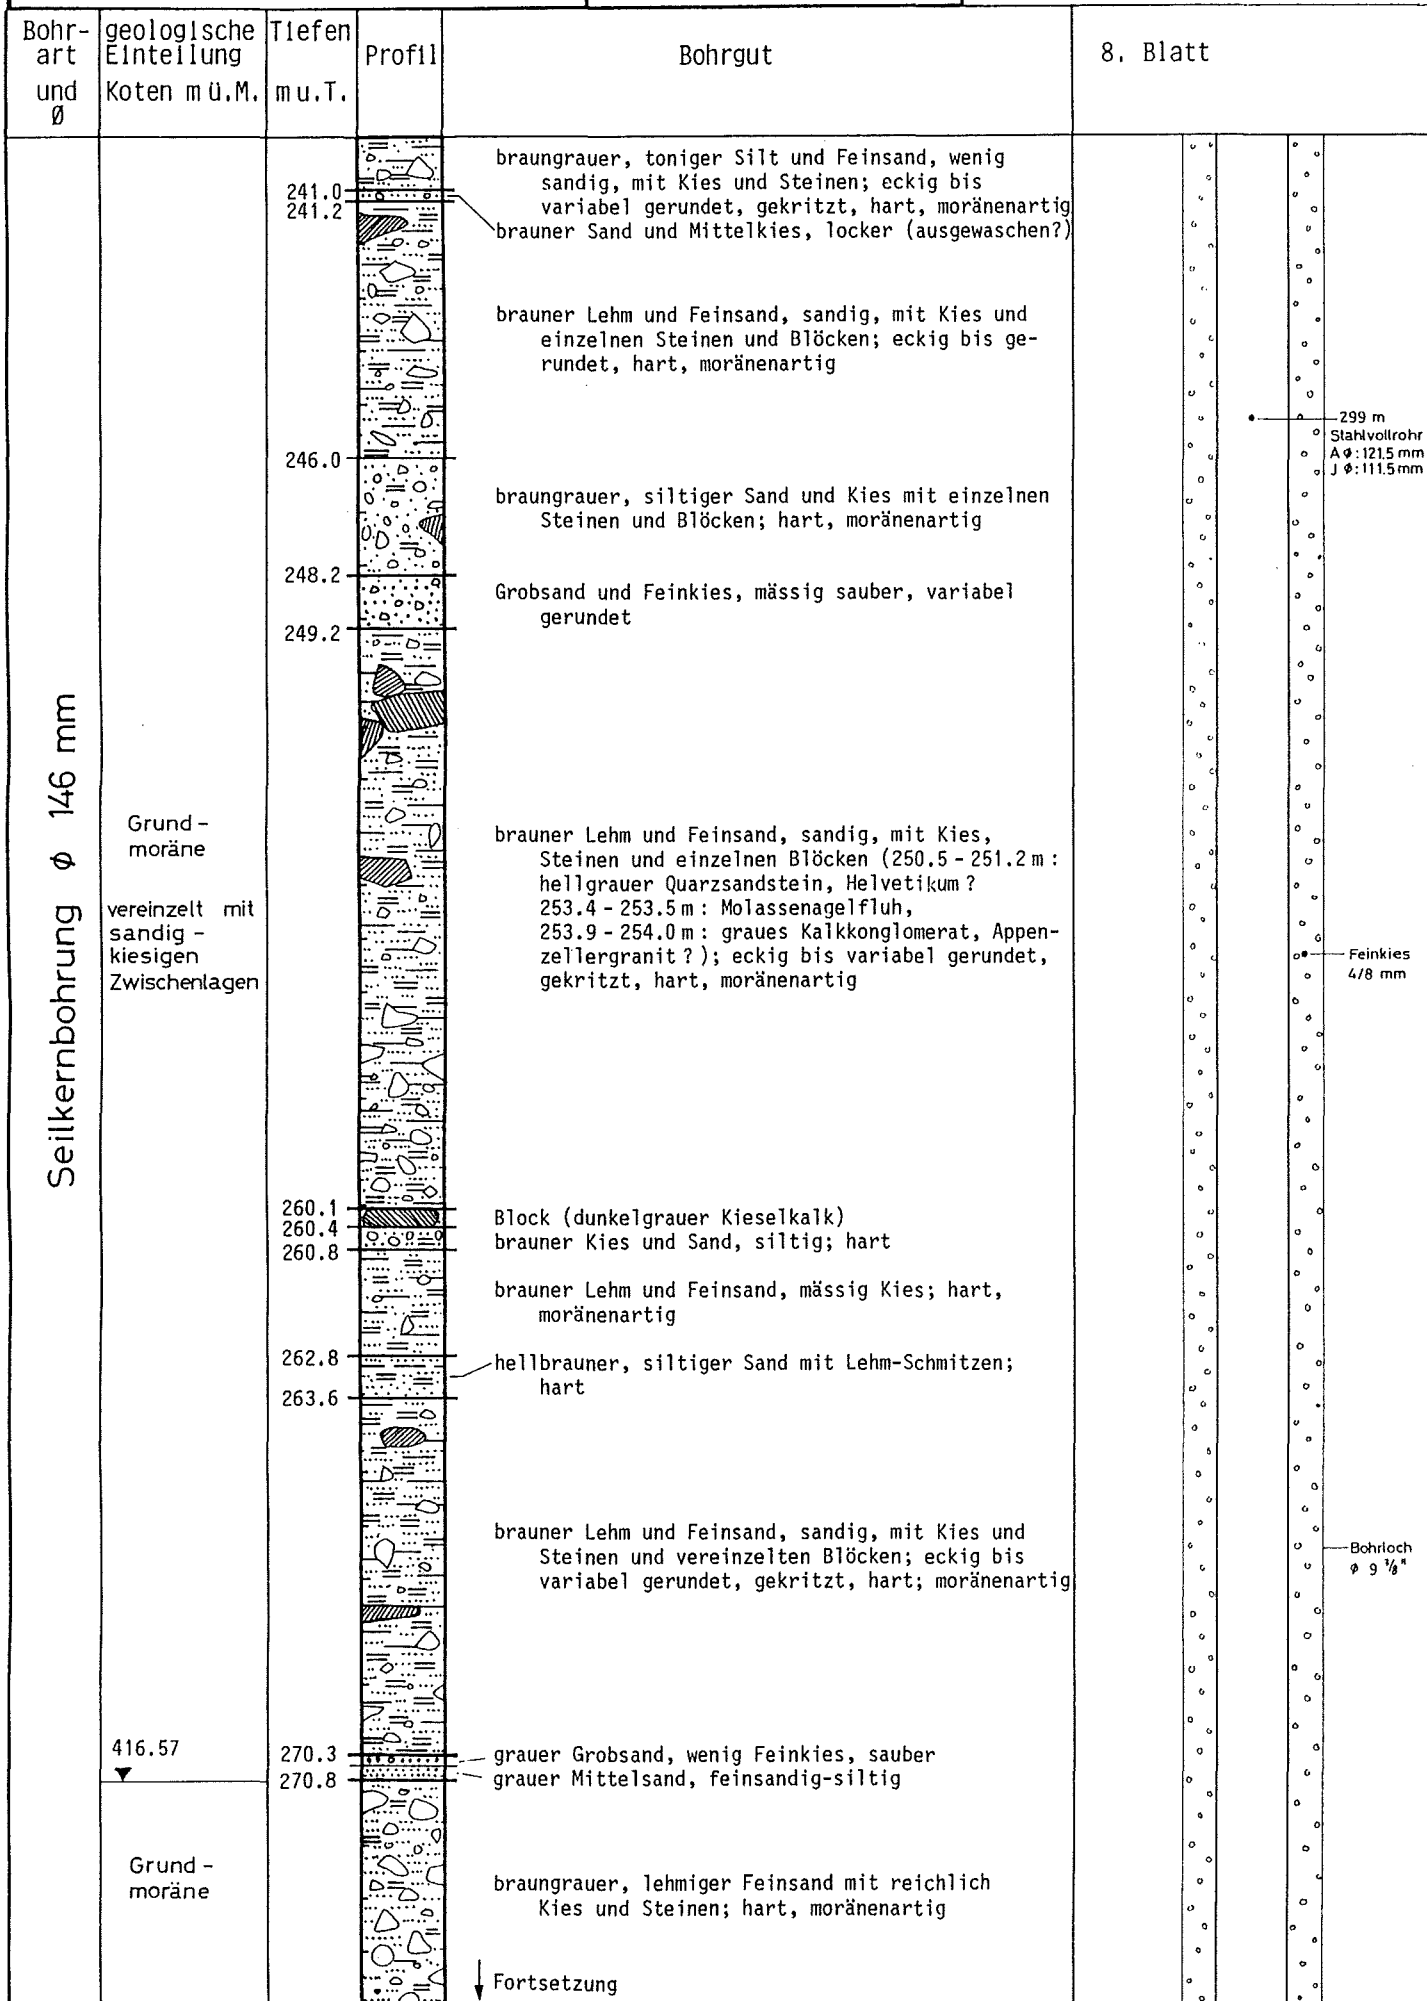 Bohr-
art
und
Ø
geologische
Einteilung
Koten m ü.M.
Tiefen
m u.T.
Profil
Bohrgut
8. Blatt
Seilkernbohrung ø 146 mm
Grund -
moräne
vereinzelt mit
sandig -
kiesigen
Zwischenlagen
416.57
Grund -
moräne
241.0
241.2
246.0
248.2
249.2
260.1
260.4
260.8
262.8
263.6
270.3
270.8
braungrauer, toniger Silt und Feinsand, wenig
sandig, mit Kies und Steinen; eckig bis
variabel gerundet, gekritzt, hart, moränenartig
brauner Sand und Mittelkies, locker (ausgewaschen?)
brauner Lehm und Feinsand, sandig, mit Kies und
einzelnen Steinen und Blöcken; eckig bis ge-
rundet, hart, moränenartig
braungrauer, siltiger Sand und Kies mit einzelnen
Steinen und Blöcken; hart, moränenartig
Grobsand und Feinkies, mässig sauber, variabel
gerundet
brauner Lehm und Feinsand, sandig, mit Kies,
Steinen und einzelnen Blöcken (250.5 - 251.2 m :
hellgrauer Quarzsandstein, Helvetikum ?
253.4 - 253.5 m : Molassenagelfluh,
253.9 - 254.0 m : graues Kalkkonglomerat, Appen-
zellergranit ? ); eckig bis variabel gerundet,
gekritzt, hart, moränenartig
Block (dunkelgrauer Kieselkalk)
brauner Kies und Sand, siltig; hart
brauner Lehm und Feinsand, mässig Kies; hart,
moränenartig
hellbrauner, siltiger Sand mit Lehm-Schmitzen;
hart
brauner Lehm und Feinsand, sandig, mit Kies und
Steinen und vereinzelten Blöcken; eckig bis
variabel gerundet, gekritzt, hart; moränenartig
grauer Grobsand, wenig Feinkies, sauber
grauer Mittelsand, feinsandig-siltig
braungrauer, lehmiger Feinsand mit reichlich
Kies und Steinen; hart, moränenartig
Fortsetzung
299 m
Stahlvollrohr
A ø : 121.5 mm
J ø : 111.5 mm
Feinkies
4/8 mm
Bohrloch
ø 9